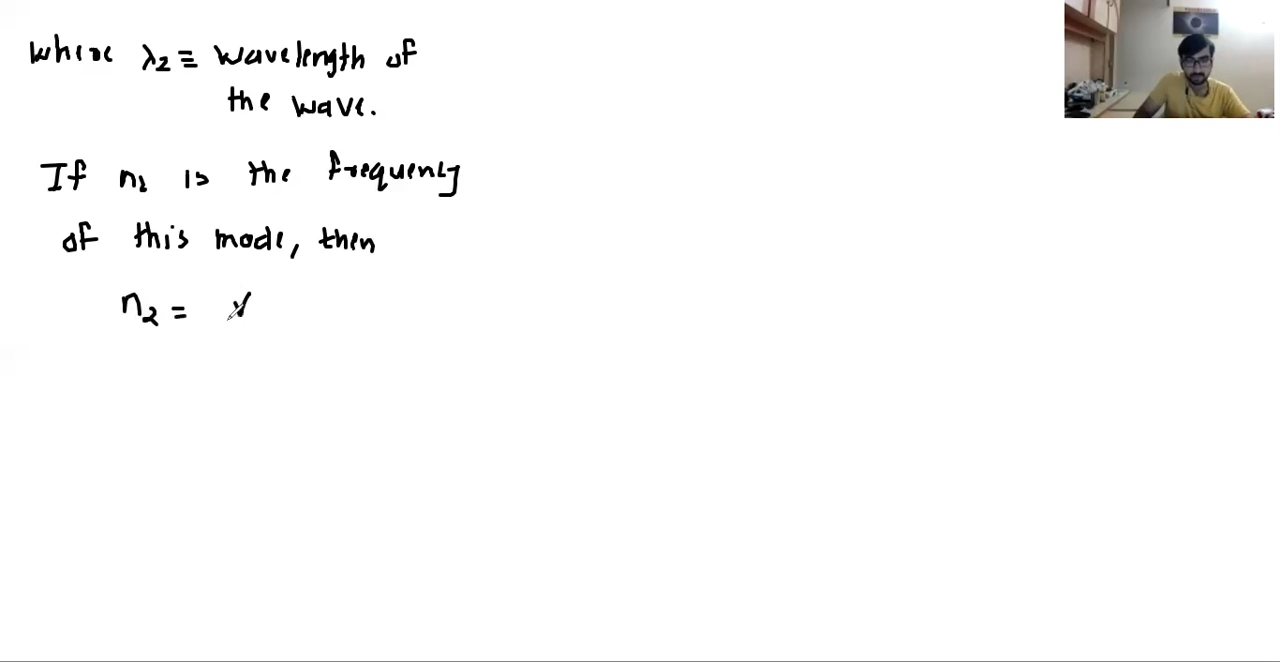 where λ₂ ≡ wavelength of
the wave.
If n₂ is the frequency
of this mode, then
n₂ =